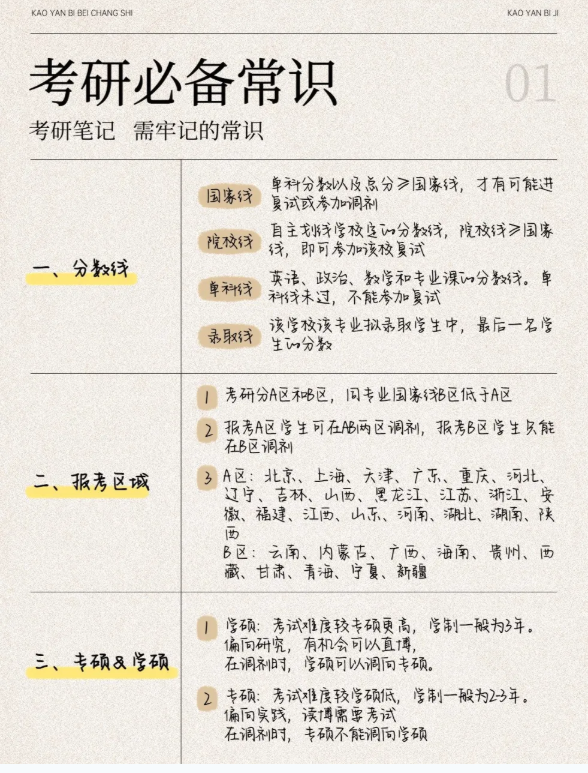 KAO YAN BI BEI CHANG SHI
KAO YAN BI JI
考研必备常识
01
考研笔记 需牢记的常识
一、分数线
国家线
单科分数以及总分≥国家线，才有可能进
复试或参加调剂
院校线
自主划线学校定的分数线，院校线≥国家
线，即可参加该校复试
单科线
英语、政治、数学和专业课的分数线。单
科线未过，不能参加复试
录取线
该学校该专业拟录取学生中，最后一名学
生的分数
二、报考区域
1 考研分A区和B区，同专业国家线B区低于A区
2 报考A区学生可在AB两区调剂，报考B区学生只能
在B区调剂
3 A区：北京、上海、天津、广东、重庆、河北、
辽宁、吉林、山西、黑龙江、江苏、浙江、安
徽、福建、江西、山东、河南、湖北、湖南、陕
西
B区：云南、内蒙古、广西、海南、贵州、西
藏、甘肃、青海、宁夏、新疆
三、专硕&学硕
1 学硕：考试难度较专硕更高，学制一般为3年。
偏向研究，有机会可以直博，
在调剂时，学硕可以调向专硕。
2 专硕：考试难度较学硕低，学制一般为2-3年。
偏向实践，读博需要考试
在调剂时，专硕不能调向学硕